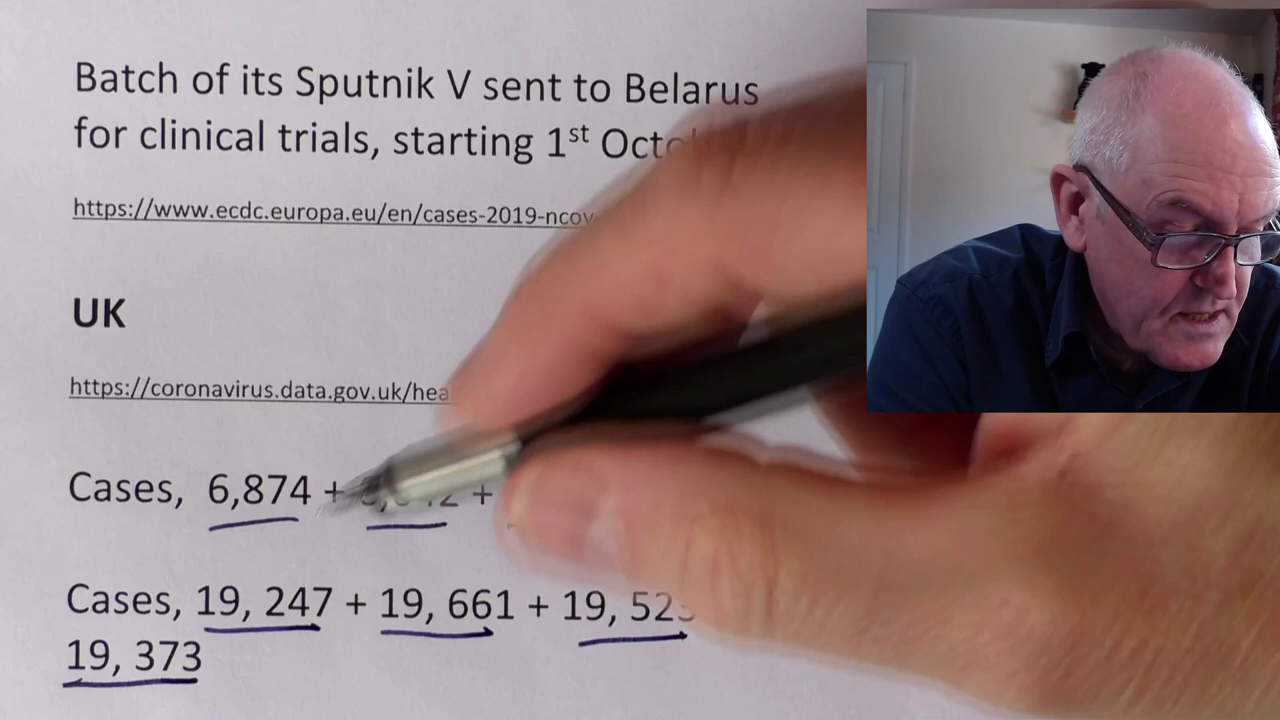 Batch of its Sputnik V sent to Belarus
for clinical trials, starting 1st
https://www.ecdc.europa.eu/en/cases-2019-ncov
UK
https://coronavirus.data.gov.uk/hea
Cases, 6,874 + +
Cases, 19, 247 + 19, 661 + 19,
19, 373